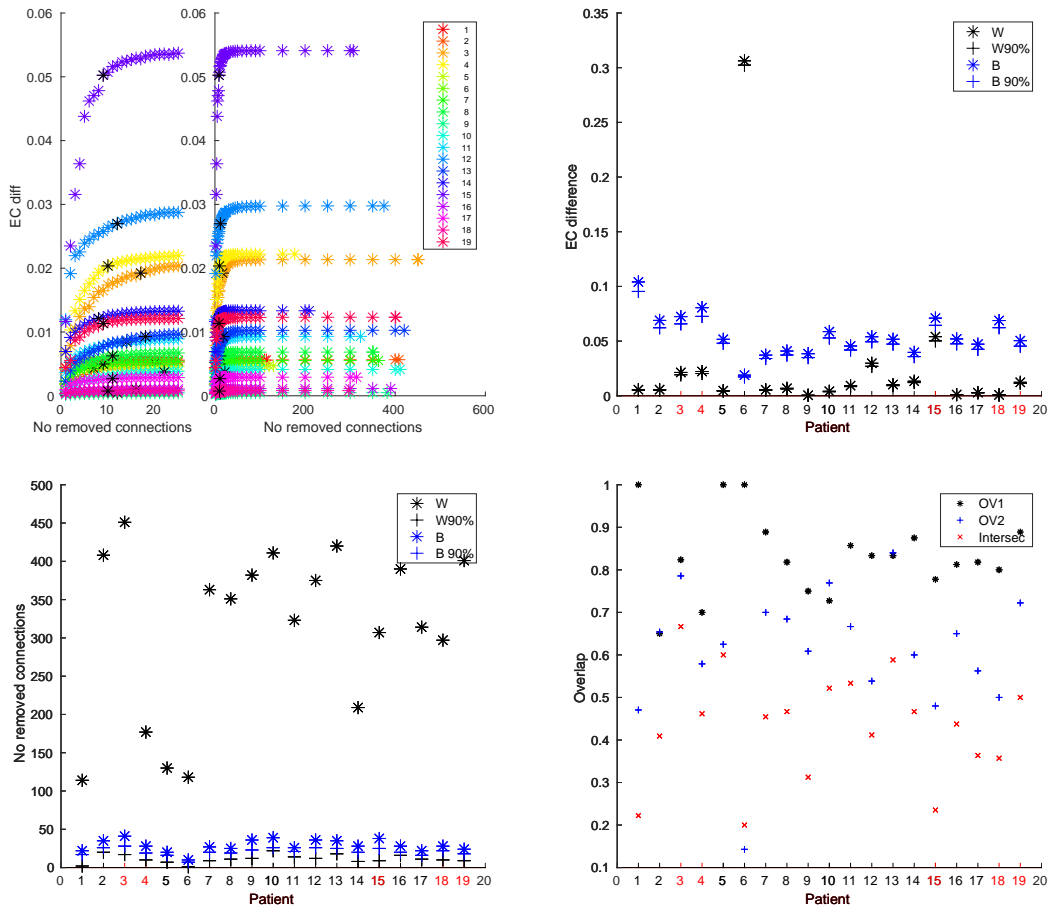 0.06
0.05
0.04
0.03
0.02
0.01
0
EC diff
0 10 20
No removed connections
0.06
0.05
0.04
0.03
0.02
0.01
0
0 200 400 600
No removed connections
1
2
3
4
5
6
7
8
9
10
11
12
13
14
15
16
17
18
19
0.35
0.3
0.25
0.2
0.15
0.1
0.05
0
EC difference
0 1 2 3 4 5 6 7 8 9 10 11 12 13 14 15 16 17 18 19 20
Patient
W
W90%
B
B 90%
500
450
400
350
300
250
200
150
100
50
0
No removed connections
0 1 2 3 4 5 6 7 8 9 10 11 12 13 14 15 16 17 18 19 20
Patient
W
W90%
B
B 90%
1
0.9
0.8
0.7
0.6
0.5
0.4
0.3
0.2
0.1
Overlap
0 1 2 3 4 5 6 7 8 9 10 11 12 13 14 15 16 17 18 19 20
Patient
OV1
OV2
Intersec